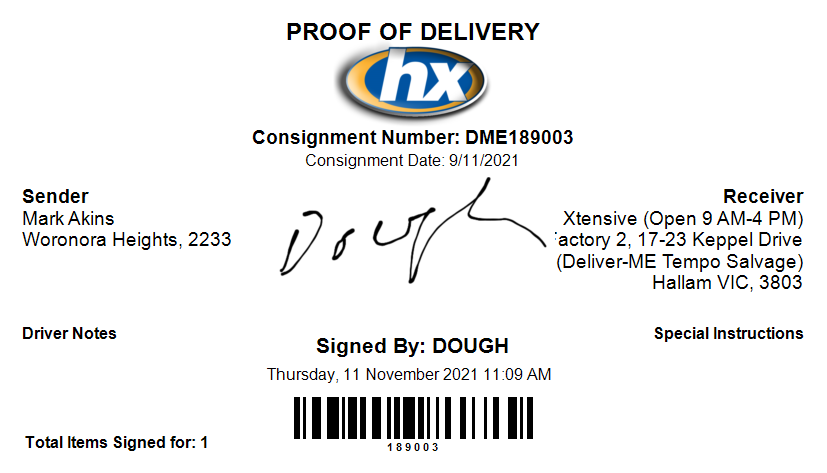 PROOF OF DELIVERY
hx
Consignment Number: DME189003
Consignment Date: 9/11/2021
Sender
Mark Akins
Woronora Heights, 2233
Dough
Receiver
Xtensive (Open 9 AM-4 PM)
Factory 2, 17-23 Keppel Drive
(Deliver-ME Tempo Salvage)
Hallam VIC, 3803
Driver Notes
Special Instructions
Signed By: DOUGH
Thursday, 11 November 2021 11:09 AM
189003
Total Items Signed for: 1